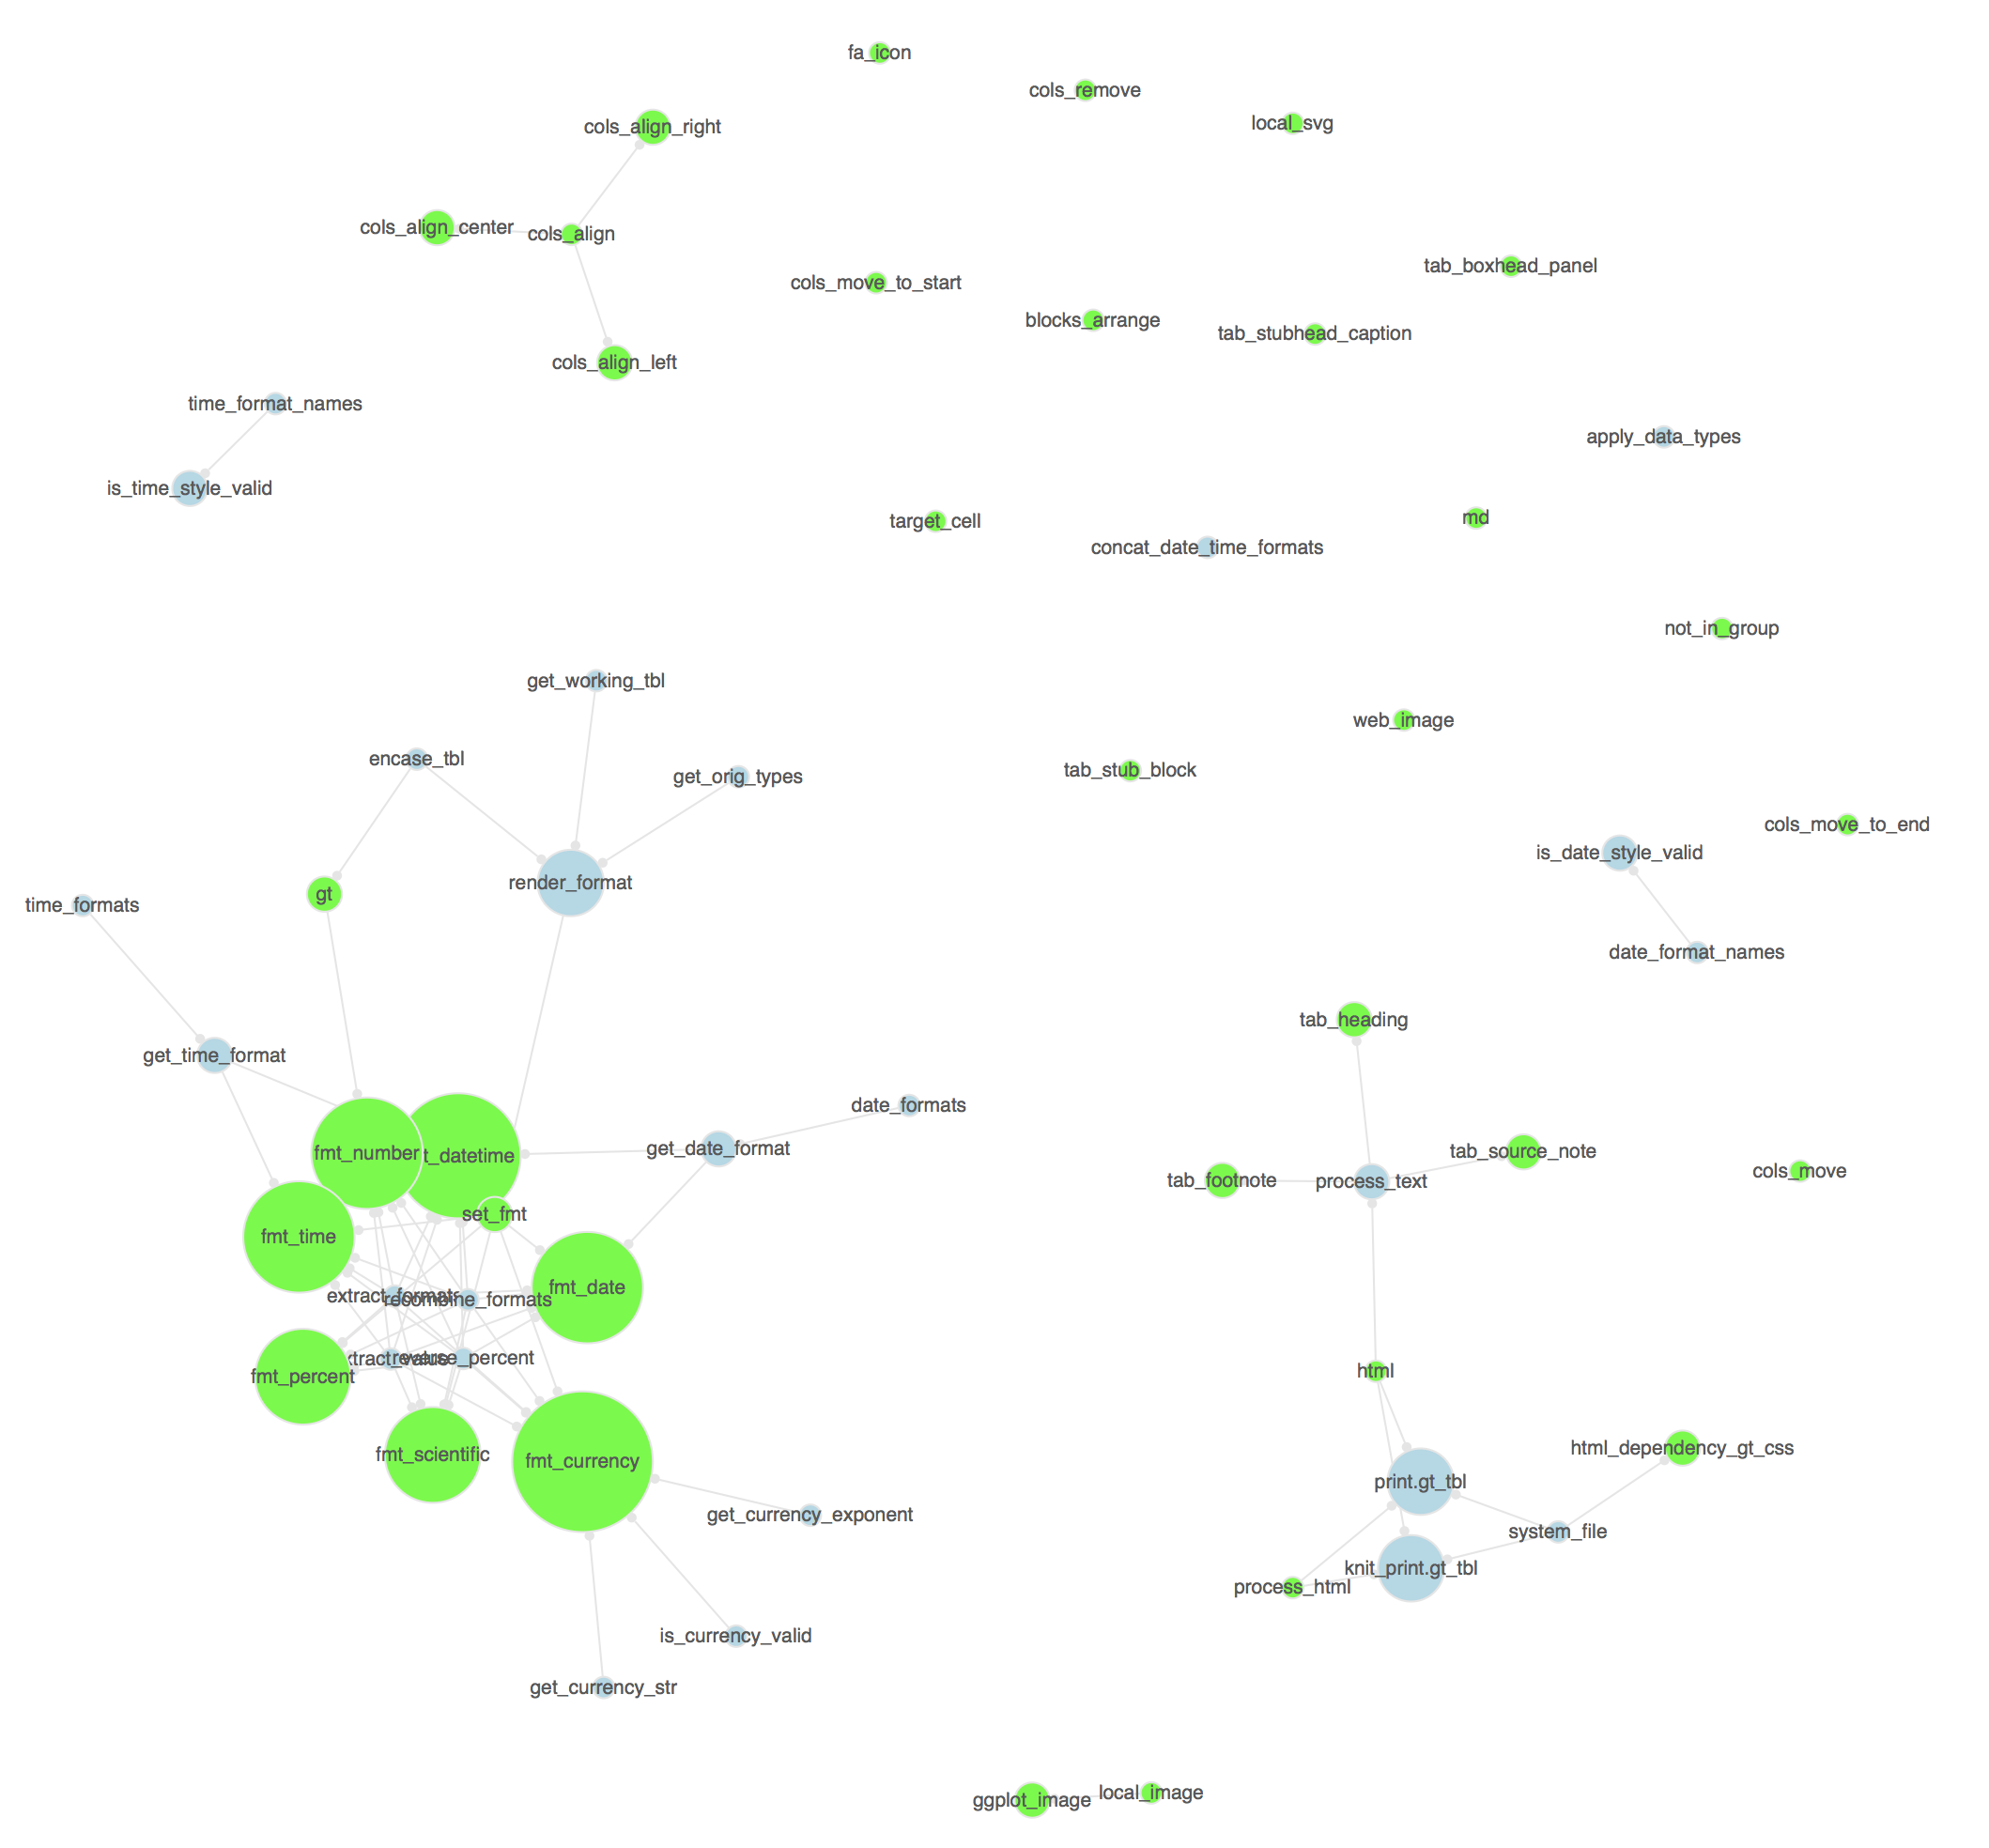 fa_icon
cols_remove
local_svg
cols_align_right
cols_align_center
cols_align
tab_boxhead_panel
cols_move_to_start
blocks_arrange
tab_stubhead_caption
cols_align_left
time_format_names
apply_data_types
is_time_style_valid
target_cell
md
concat_date_time_formats
not_in_group
get_working_tbl
web_image
encase_tbl
get_orig_types
tab_stub_block
cols_move_to_end
is_date_style_valid
render_format
gt
time_formats
date_format_names
tab_heading
get_time_format
date_formats
get_date_format
fmt_number
t_datetime
tab_source_note
cols_move
tab_footnote
process_text
set_fmt
fmt_time
fmt_date
extract_formats
recombine_formats
xtract_value
reverse_percent
html
fmt_percent
html_dependency_gt_css
fmt_scientific
fmt_currency
print.gt_tbl
get_currency_exponent
system_file
knit_print.gt_tbl
process_html
is_currency_valid
get_currency_str
local_image
ggplot_image